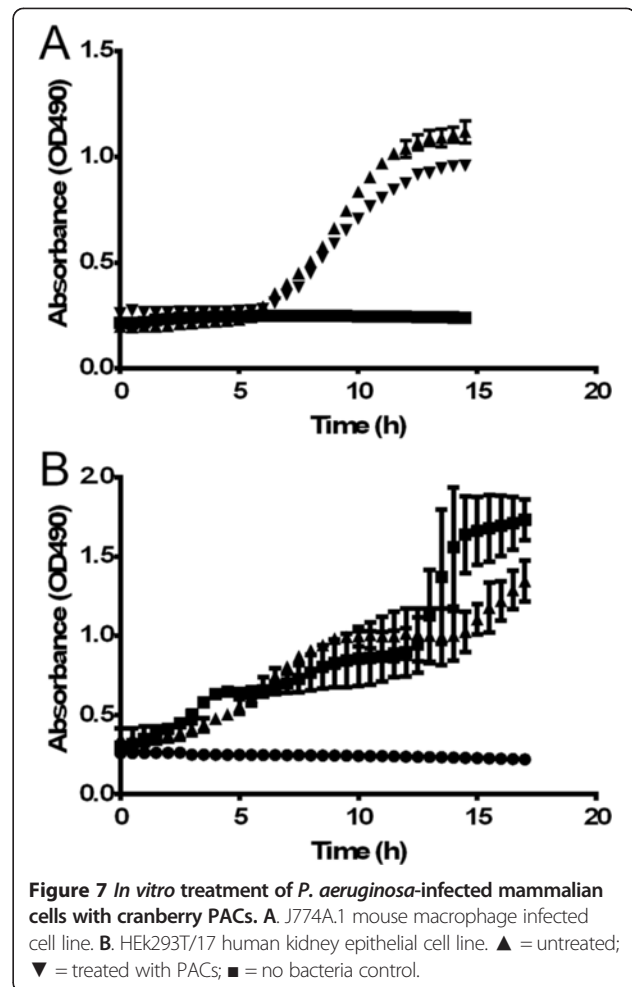 A
Absorbance (OD490)
1.5
1.0
0.5
0.0
0 5 10 15 20
Time (h)
B
Absorbance (OD490)
2.0
1.5
1.0
0.5
0.0
0 5 10 15 20
Time (h)
Figure 7 In vitro treatment of P. aeruginosa-infected mammalian
cells with cranberry PACs. A. J774A.1 mouse macrophage infected
cell line. B. HEk293T/17 human kidney epithelial cell line. ▲ = untreated;
▼ = treated with PACs; ■ = no bacteria control.